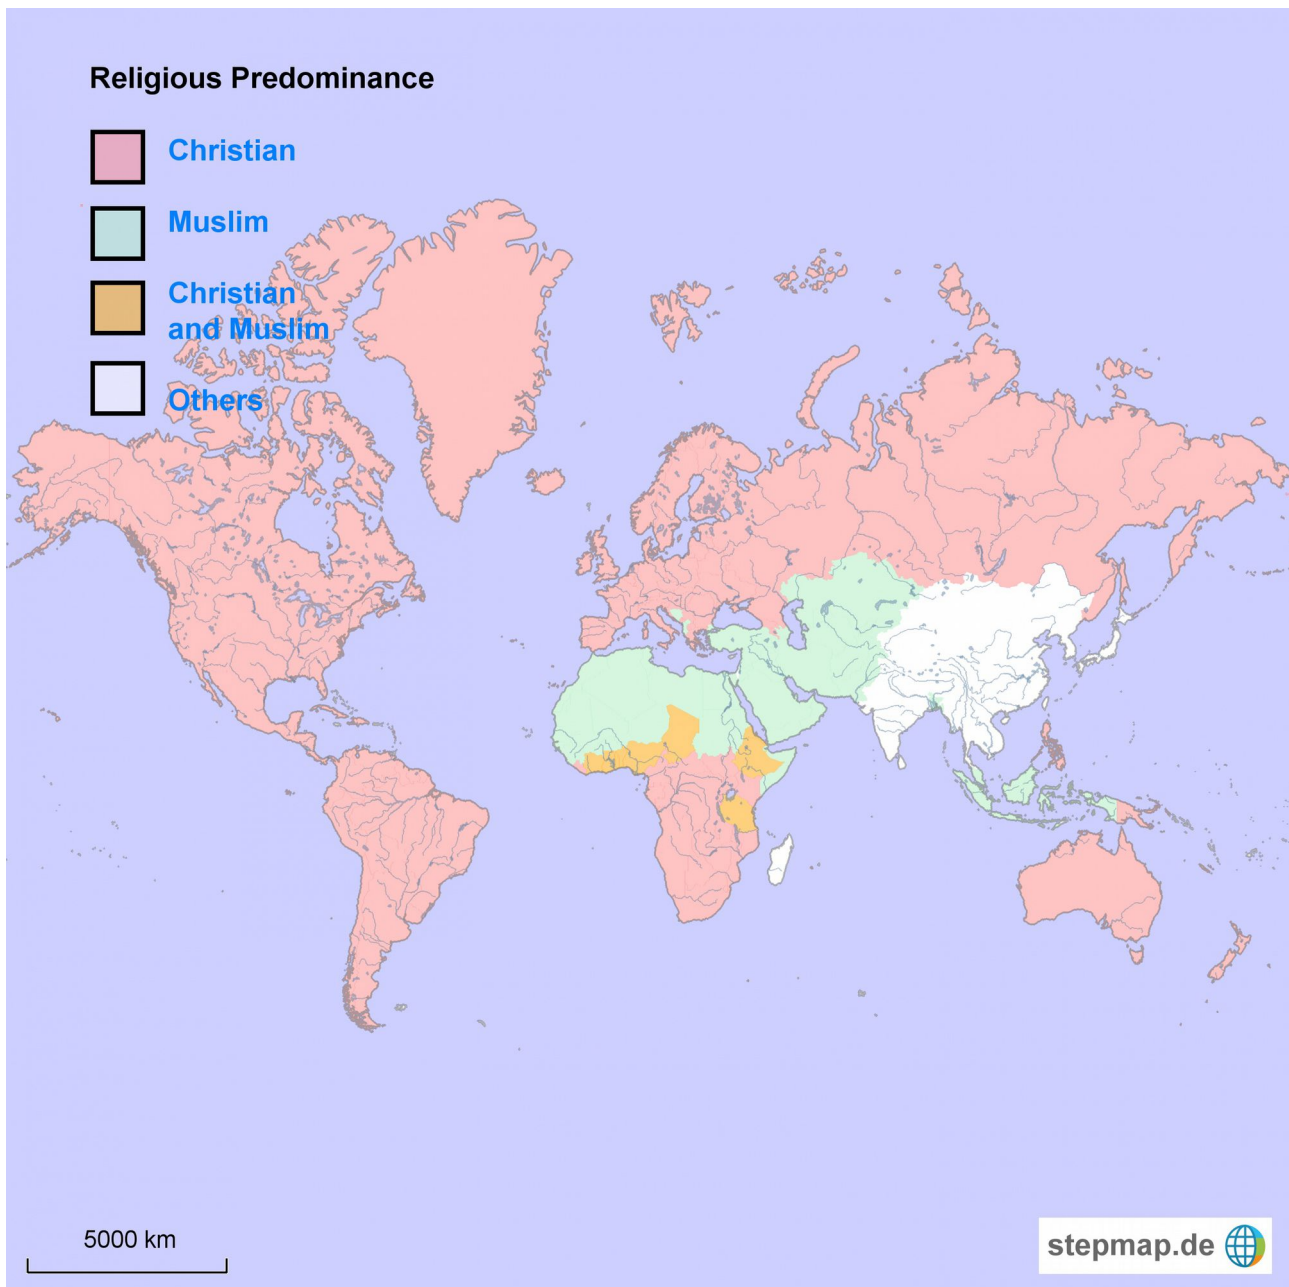 Religious Predominance
Christian
Muslim
Christian
and Muslim
Others
5000 km
stepmap.de